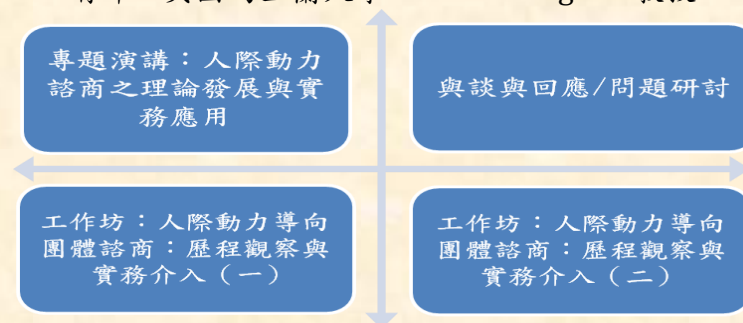 專題演講：人際動力
諮商之理論發展與實
務應用
與談與回應/問題研討
工作坊：人際動力導向
團體諮商：歷程觀察與
實務介入（一）
工作坊：人際動力導向
團體諮商：歷程觀察與
實務介入（二）